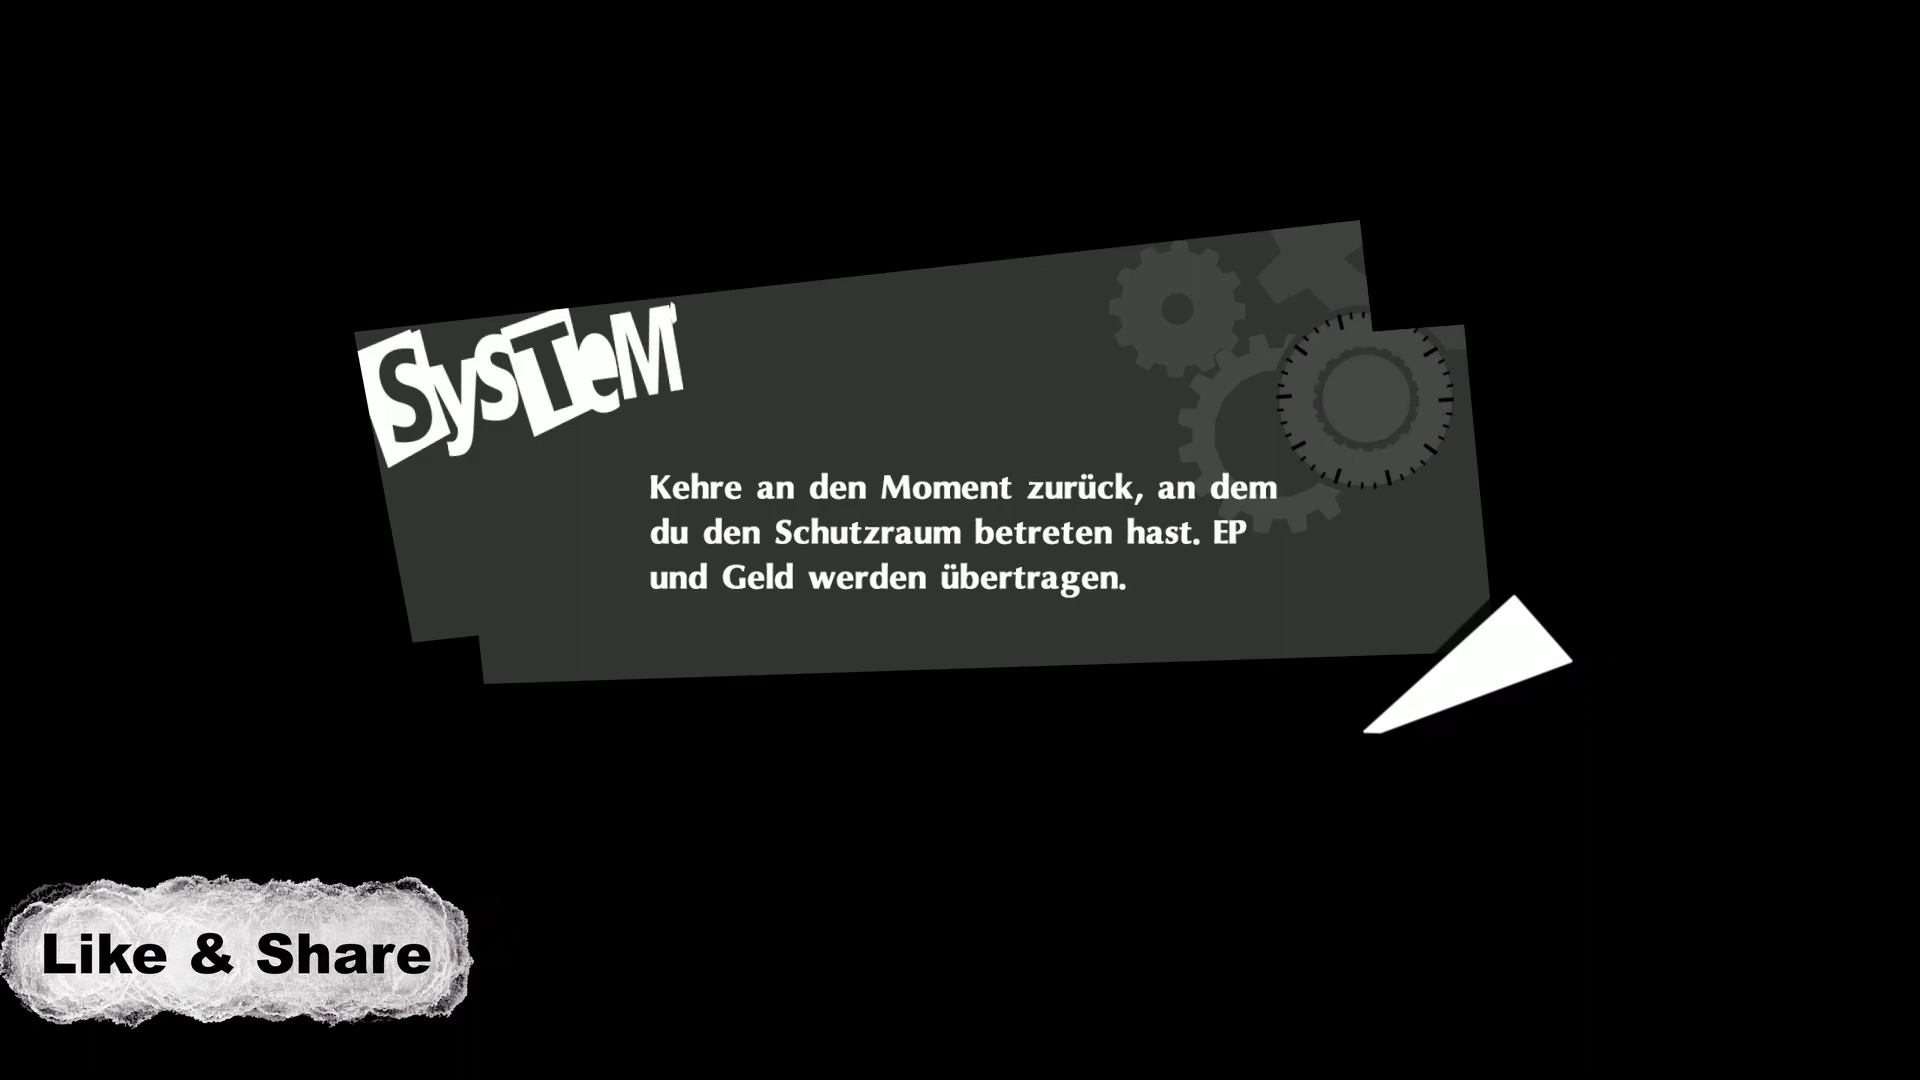 SysTeM
Kehre an den Moment zurück, an dem
du den Schutzraum betreten hast. EP
und Geld werden übertragen.
Like & Share